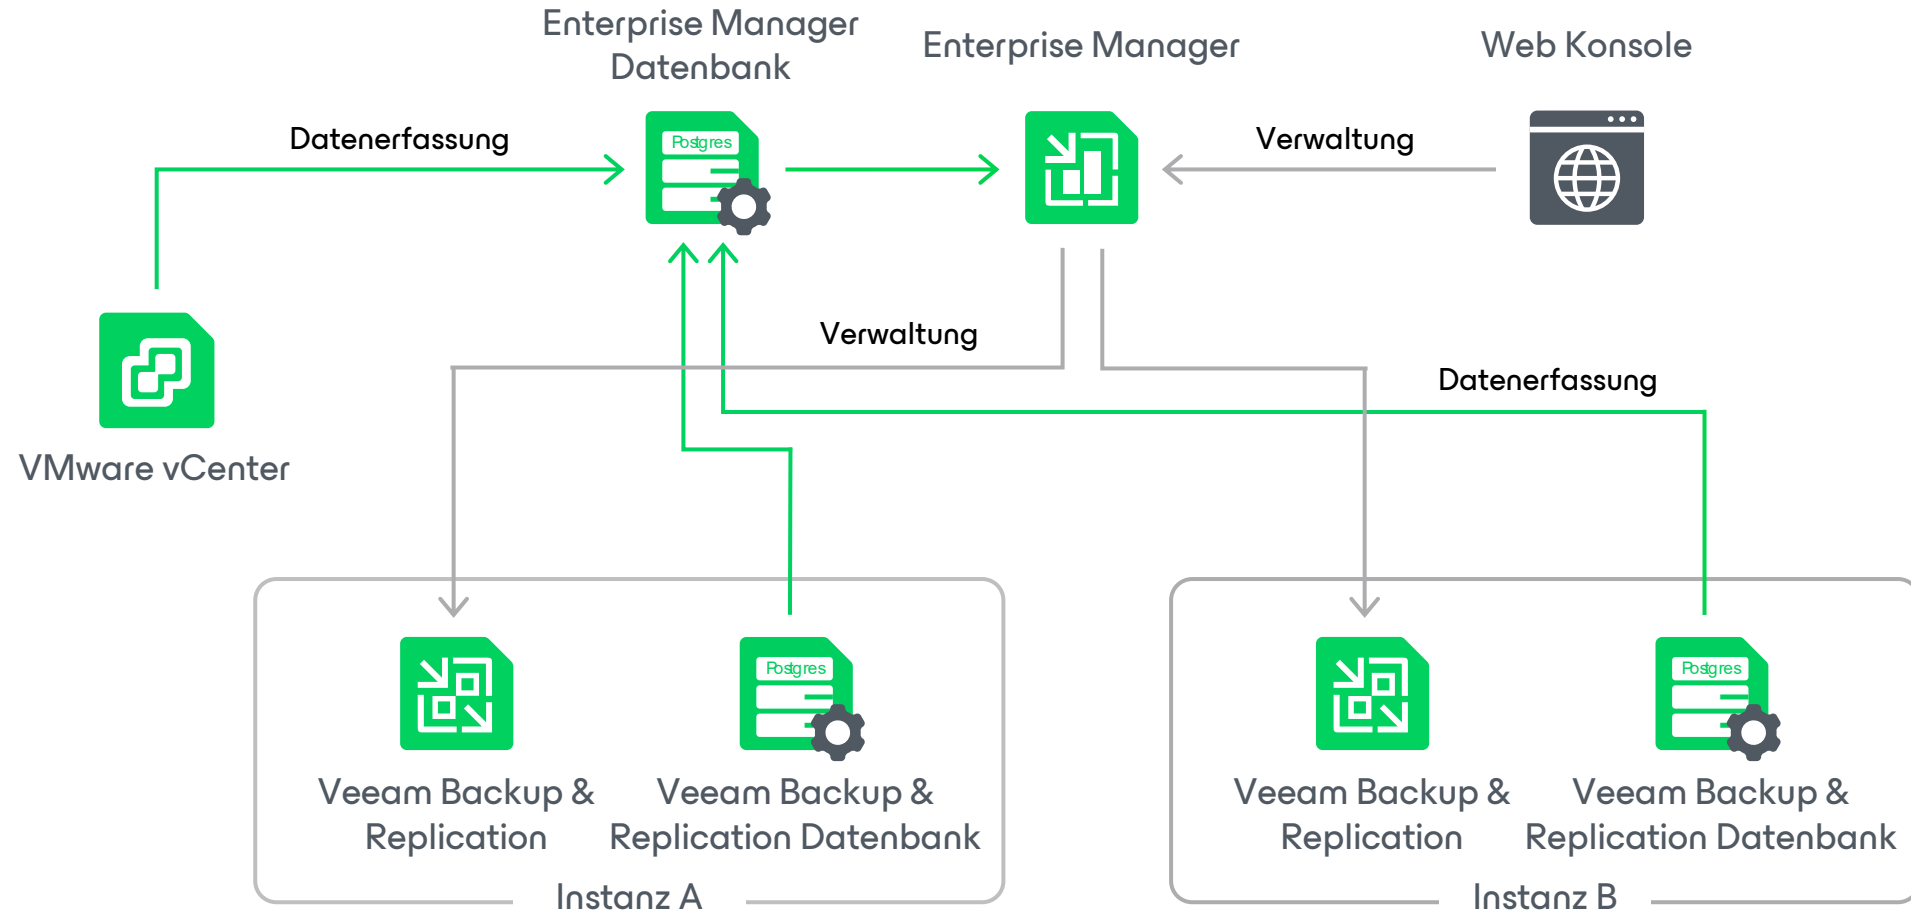 Enterprise Manager
Datenbank
Enterprise Manager
Web Konsole
Datenerfassung
Postgres
Verwaltung
Verwaltung
Datenerfassung
VMware vCenter
Postgres
Postgres
Veeam Backup &
Replication
Veeam Backup &
Replication Datenbank
Veeam Backup &
Replication
Veeam Backup &
Replication Datenbank
Instanz A
Instanz B